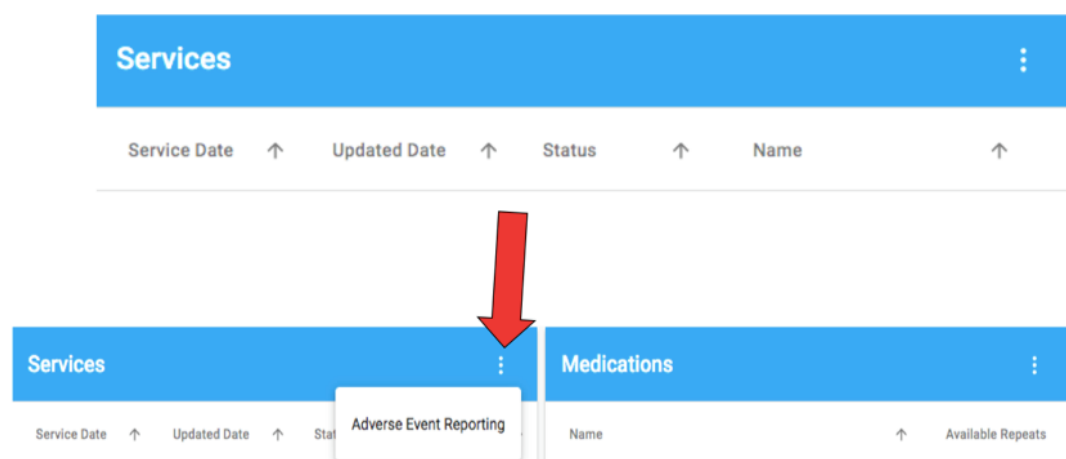 Services
Service Date Updated Date Status Name
Services Medications
Adverse Event Reporting
Service Date Updated Date Stat Name Available Repeats